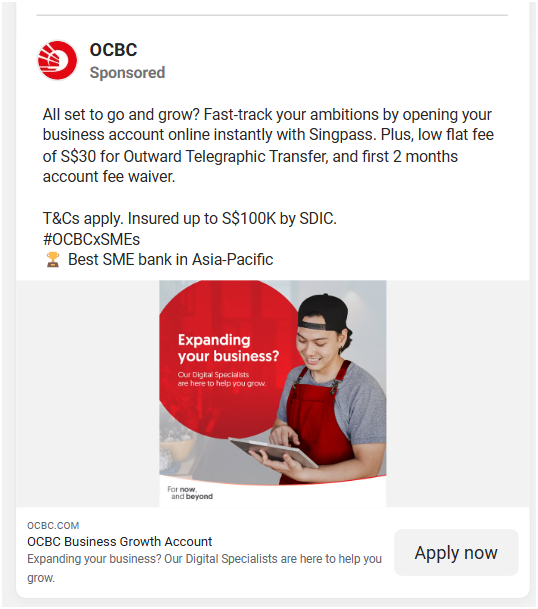 OCBC
Sponsored
All set to go and grow? Fast-track your ambitions by opening your
business account online instantly with Singpass. Plus, low flat fee
of S$30 for Outward Telegraphic Transfer, and first 2 months
account fee waiver.
T&Cs apply. Insured up to S$100K by SDIC.
#OCBCxSMEs
🏆 Best SME bank in Asia-Pacific
Expanding
your business?
Our Digital Specialists
are here to help you grow.
For now,
and beyond
OCBC.COM
OCBC Business Growth Account
Expanding your business? Our Digital Specialists are here to help you
grow.
Apply now